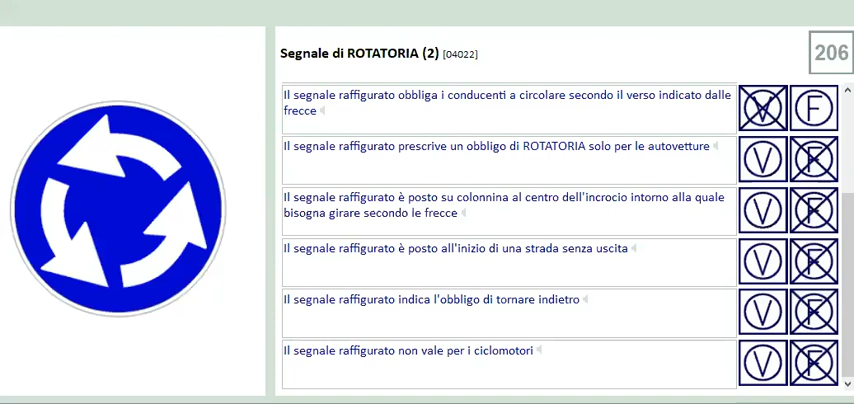 Segnale di ROTATORIA (2) [04022]
206
Il segnale raffigurato obbliga i conducenti a circolare secondo il verso indicato dalle
frecce
V F
Il segnale raffigurato prescrive un obbligo di ROTATORIA solo per le autovetture
V F
Il segnale raffigurato è posto su colonnina al centro dell'incrocio intorno alla quale
bisogna girare secondo le frecce
V F
Il segnale raffigurato è posto all'inizio di una strada senza uscita
V F
Il segnale raffigurato indica l'obbligo di tornare indietro
V F
Il segnale raffigurato non vale per i ciclomotori
V F